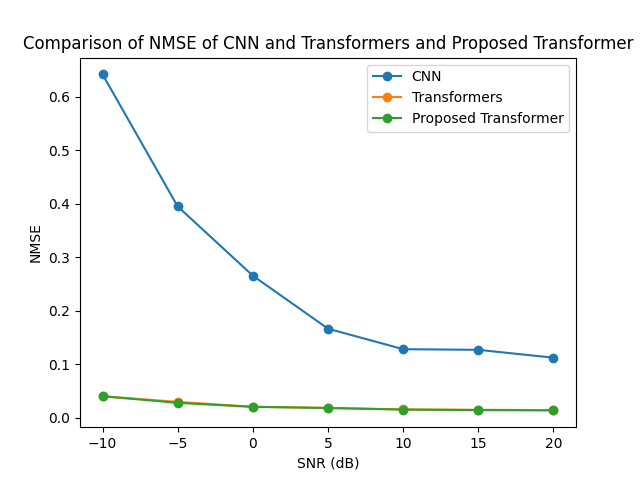 Comparison of NMSE of CNN and Transformers and Proposed Transformer
CNN
Transformers
Proposed Transformer
NMSE
0.6
0.5
0.4
0.3
0.2
0.1
0.0
−10 −5 0 5 10 15 20
SNR (dB)